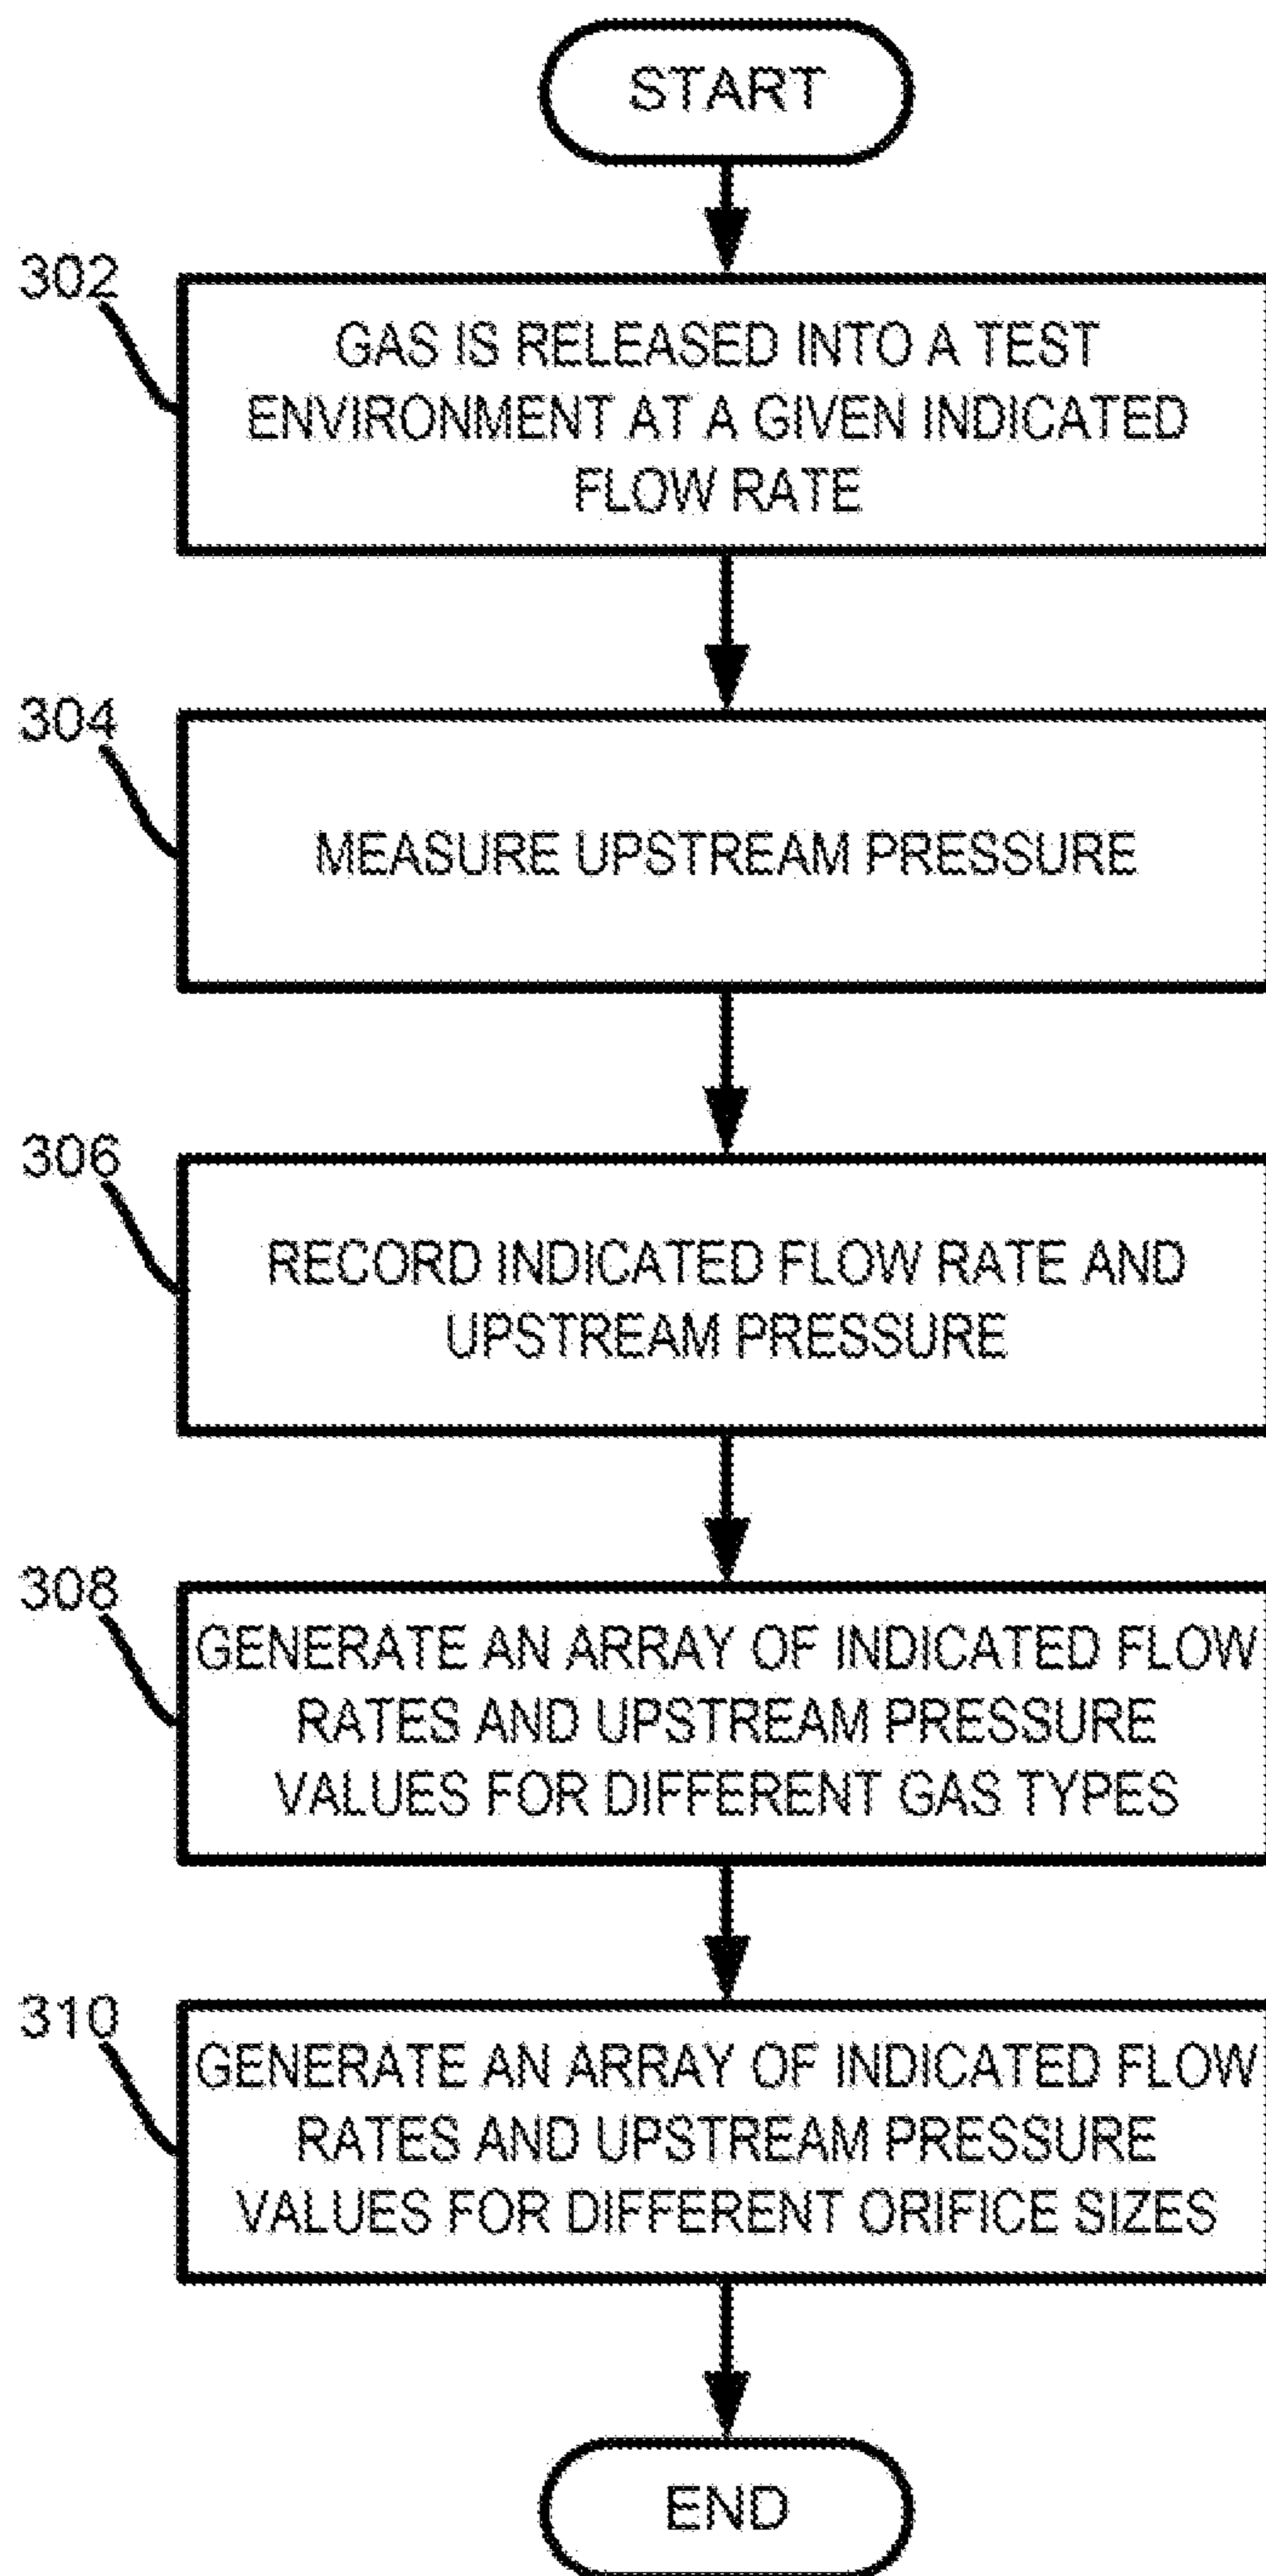 START
302
GAS IS RELEASED INTO A TEST
ENVIRONMENT AT A GIVEN INDICATED
FLOW RATE
304
MEASURE UPSTREAM PRESSURE
306
RECORD INDICATED FLOW RATE AND
UPSTREAM PRESSURE
308
GENERATE AN ARRAY OF INDICATED FLOW
RATES AND UPSTREAM PRESSURE
VALUES FOR DIFFERENT GAS TYPES
310
GENERATE AN ARRAY OF INDICATED FLOW
RATES AND UPSTREAM PRESSURE
VALUES FOR DIFFERENT ORIFICE SIZES
END